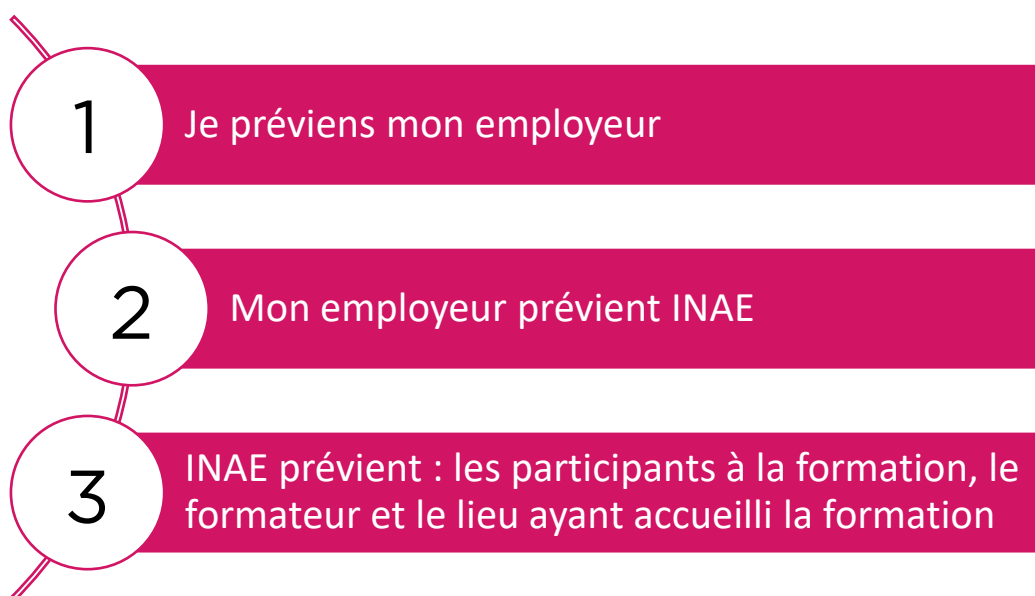 1
Je préviens mon employeur
2
Mon employeur prévient INAE
3
INAE prévient : les participants à la formation, le
formateur et le lieu ayant accueilli la formation